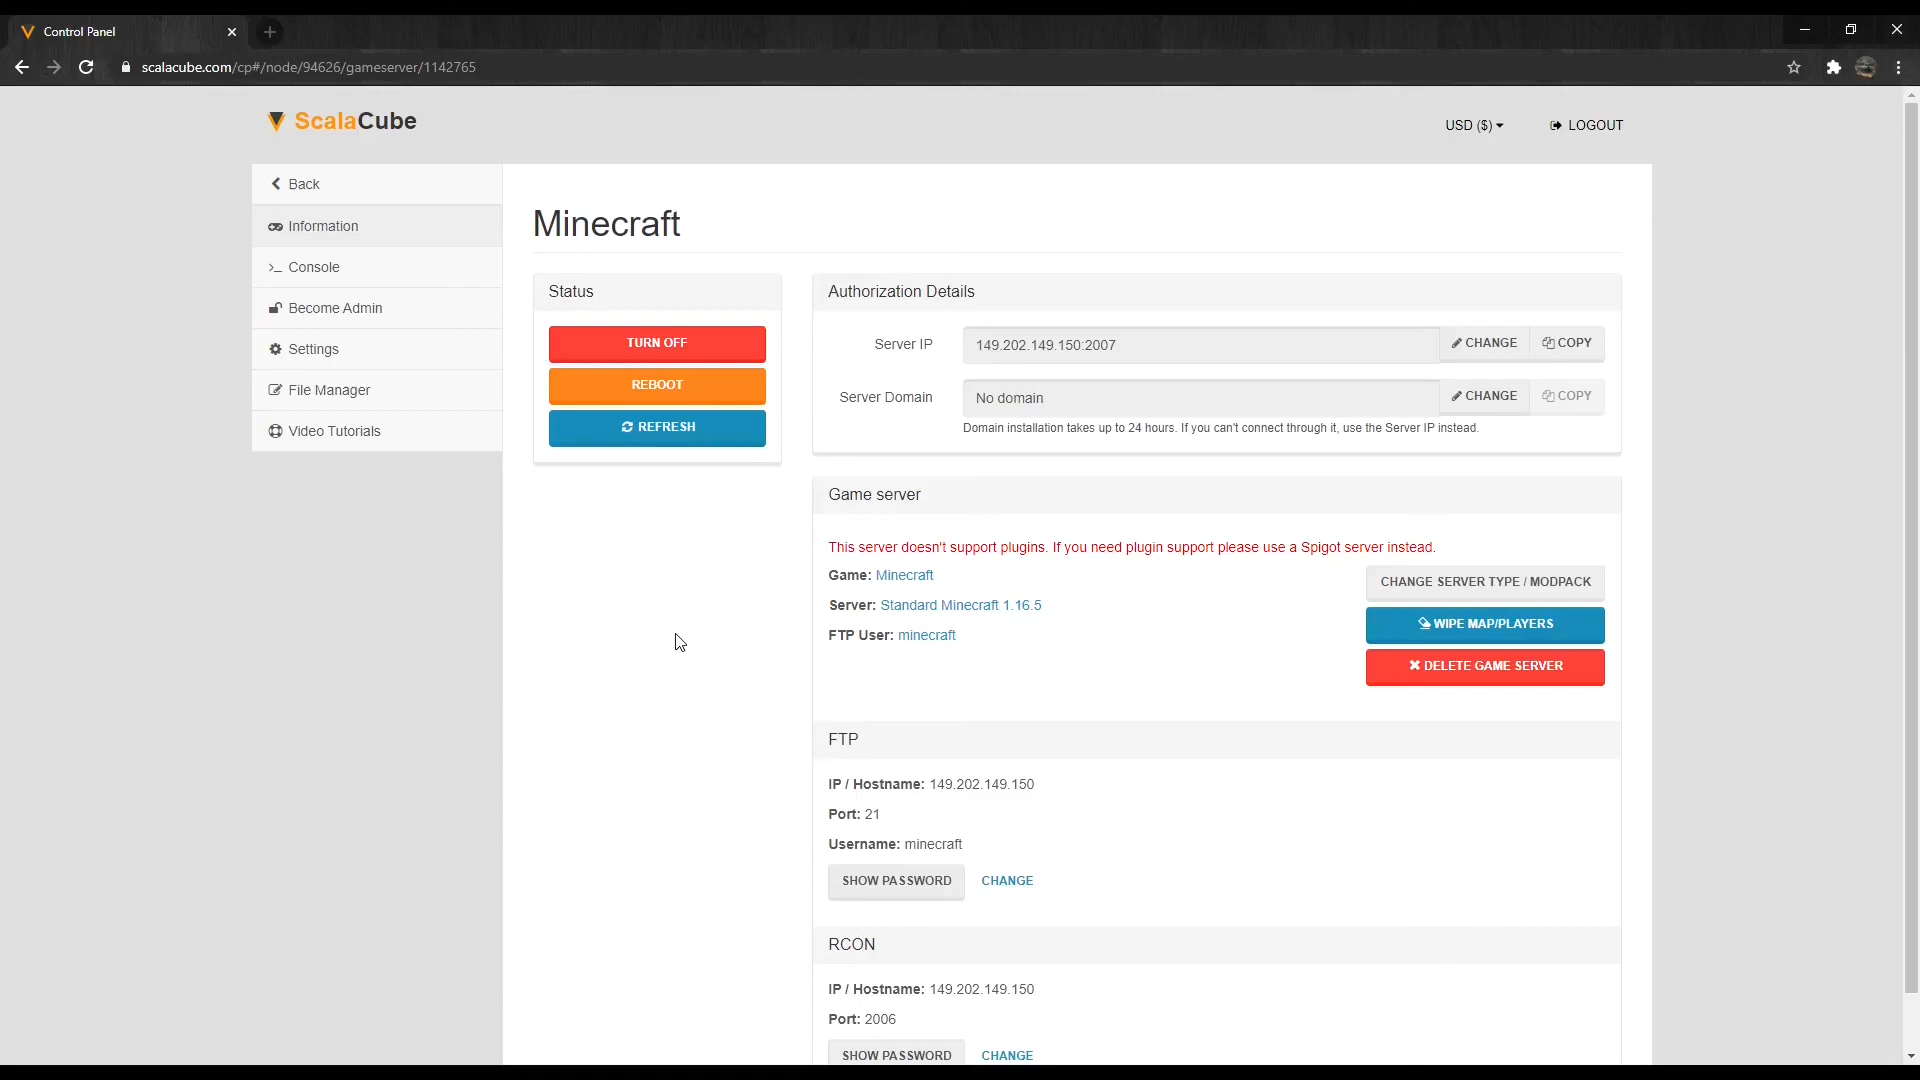 Control Panel
scalacube.com/cp#/node/94626/gameserver/1142765
ScalaCube
USD ($)
LOGOUT
Back
Information
Console
Become Admin
Settings
File Manager
Video Tutorials
Minecraft
Status
TURN OFF
REBOOT
REFRESH
Authorization Details
Server IP
149.202.149.150:2007
CHANGE
COPY
Server Domain
No domain
CHANGE
COPY
Domain installation takes up to 24 hours. If you can't connect through it, use the Server IP instead.
Game server
This server doesn't support plugins. If you need plugin support please use a Spigot server instead.
Game: Minecraft
Server: Standard Minecraft 1.16.5
FTP User: minecraft
CHANGE SERVER TYPE / MODPACK
WIPE MAP/PLAYERS
DELETE GAME SERVER
FTP
IP / Hostname: 149.202.149.150
Port: 21
Username: minecraft
SHOW PASSWORD
CHANGE
RCON
IP / Hostname: 149.202.149.150
Port: 2006
SHOW PASSWORD
CHANGE